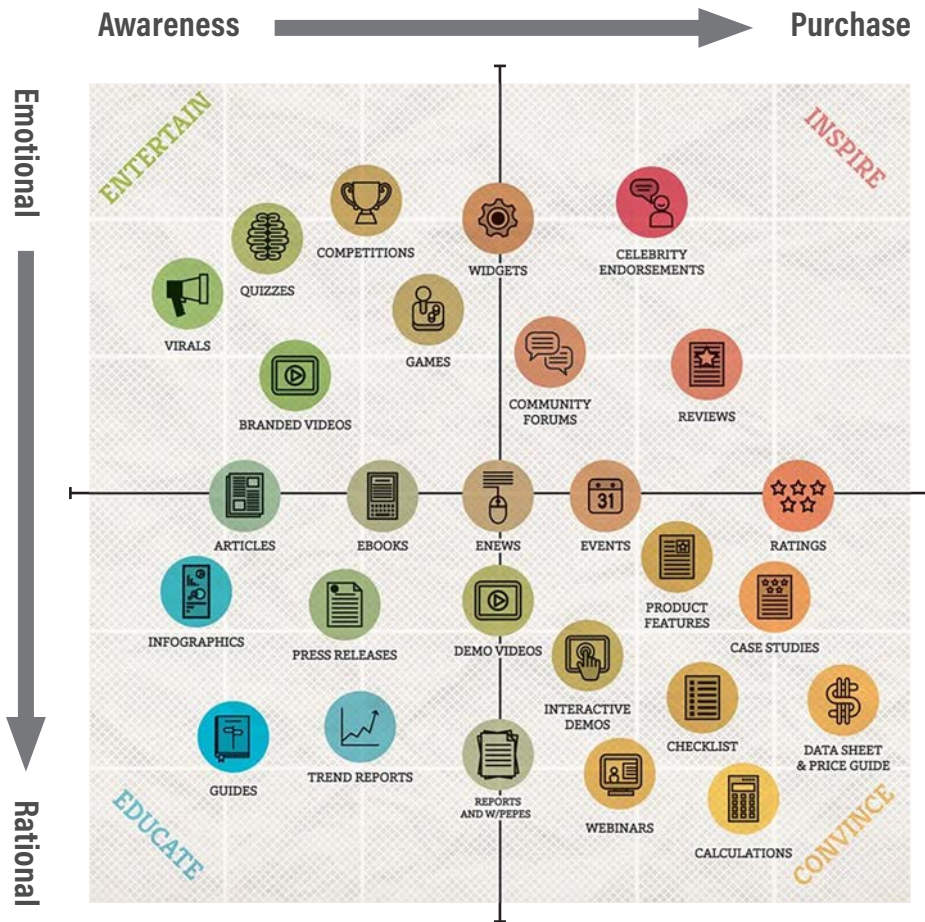 Awareness
Purchase
Emotional
Rational
ENTERTAIN
INSPIRE
COMPETITIONS
WIDGETS
CELEBRITY
ENDORSEMENTS
QUIZZES
VIRALS
GAMES
COMMUNITY
FORUMS
REVIEWS
BRANDED VIDEOS
31
ARTICLES
EBOOKS
ENEWS
EVENTS
RATINGS
PRODUCT
FEATURES
INFOGRAPHICS
PRESS RELEASES
DEMO VIDEOS
CASE STUDIES
INTERACTIVE
DEMOS
CHECKLIST
DATA SHEET
& PRICE GUIDE
GUIDES
TREND REPORTS
REPORTS
AND W/PEPES
WEBINARS
CALCULATIONS
EDUCATE
CONVINCE